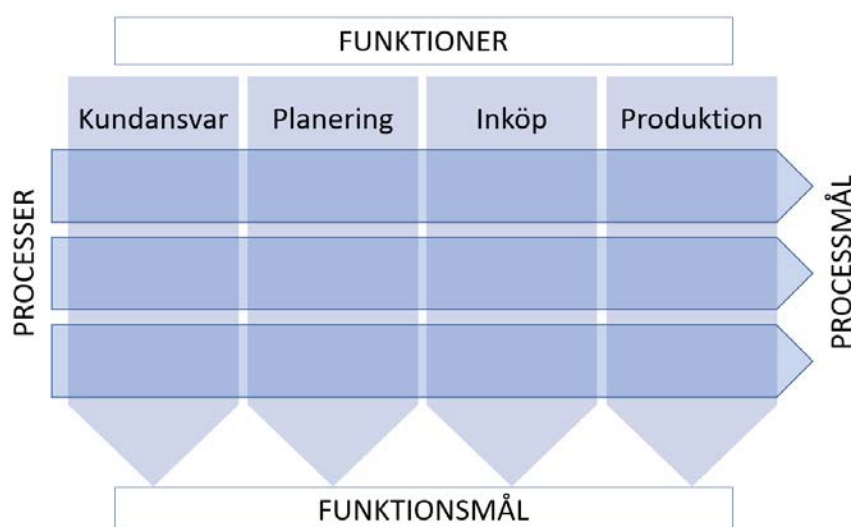 FUNKTIONER
Kundansvar
Planering
Inköp
Produktion
PROCESSER
PROCESSMÅL
FUNKTIONSMÅL